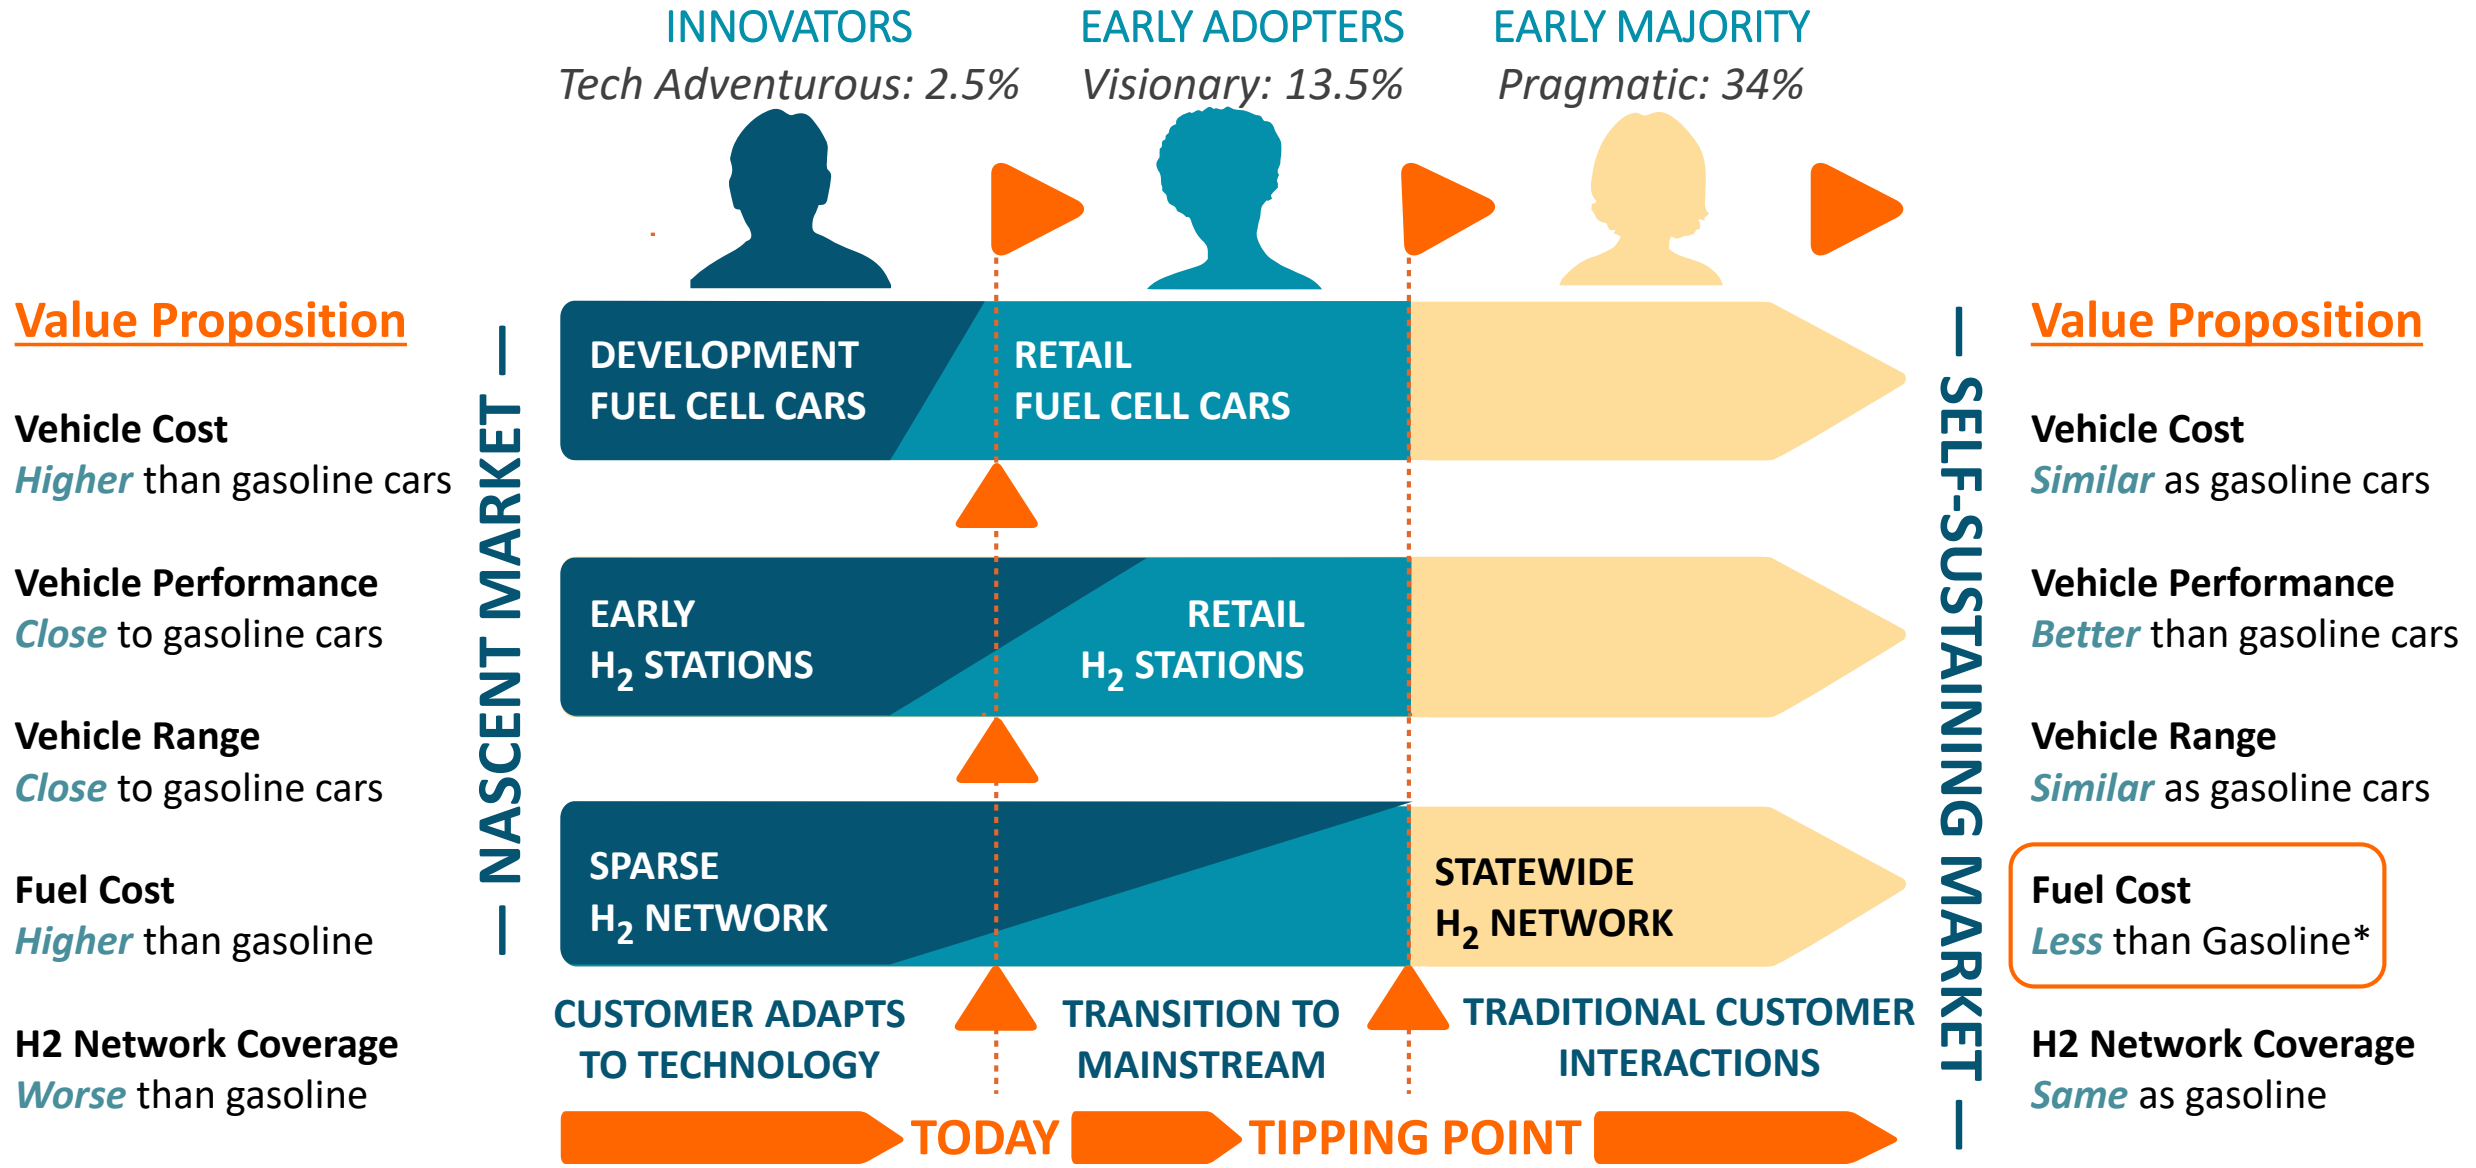 INNOVATORS
Tech Adventurous: 2.5%
EARLY ADOPTERS
Visionary: 13.5%
EARLY MAJORITY
Pragmatic: 34%
Value Proposition
Vehicle Cost
Higher than gasoline cars
Vehicle Performance
Close to gasoline cars
Vehicle Range
Close to gasoline cars
Fuel Cost
Higher than gasoline
H2 Network Coverage
Worse than gasoline
NASCENT MARKET
DEVELOPMENT
FUEL CELL CARS
RETAIL
FUEL CELL CARS
EARLY
H2 STATIONS
RETAIL
H2 STATIONS
SPARSE
H2 NETWORK
STATEWIDE
H2 NETWORK
CUSTOMER ADAPTS
TO TECHNOLOGY
TRANSITION TO
MAINSTREAM
TRADITIONAL CUSTOMER
INTERACTIONS
TODAY
TIPPING POINT
SELF-SUSTAINING MARKET
Value Proposition
Vehicle Cost
Similar as gasoline cars
Vehicle Performance
Better than gasoline cars
Vehicle Range
Similar as gasoline cars
Fuel Cost
Less than Gasoline*
H2 Network Coverage
Same as gasoline